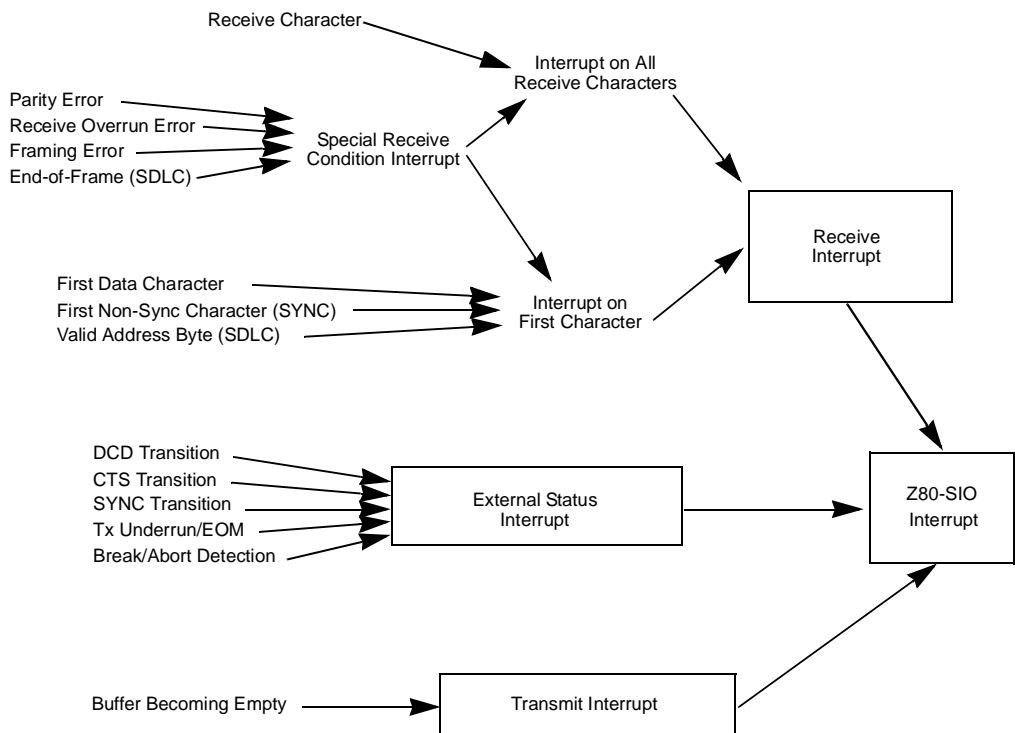 Receive Character
Interrupt on All
Receive Characters
Parity Error
Receive Overrun Error
Framing Error
End-of-Frame (SDLC)
Special Receive
Condition Interrupt
Receive
Interrupt
First Data Character
First Non-Sync Character (SYNC)
Valid Address Byte (SDLC)
Interrupt on
First Character
DCD Transition
CTS Transition
SYNC Transition
Tx Underrun/EOM
Break/Abort Detection
External Status
Interrupt
Z80-SIO
Interrupt
Buffer Becoming Empty
Transmit Interrupt